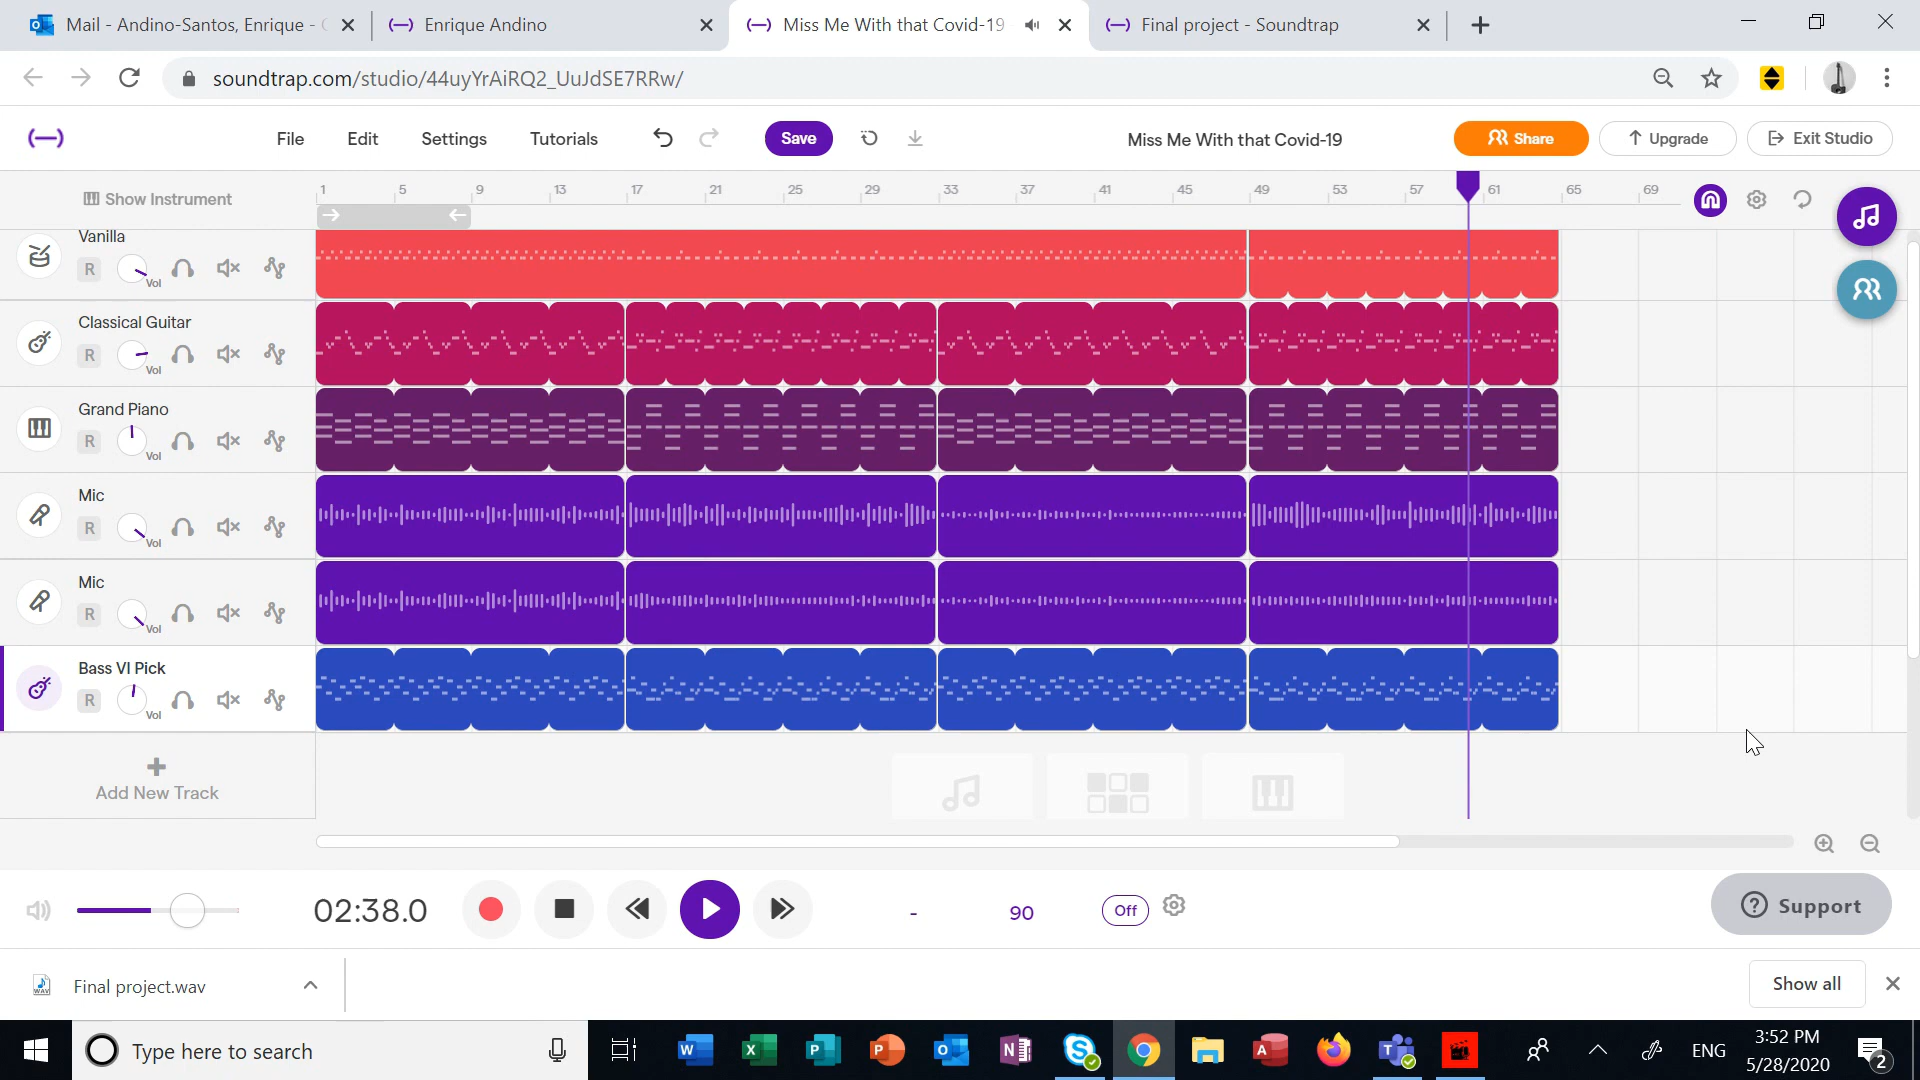 Mail - Andino-Santos, Enrique -
Enrique Andino
Miss Me With that Covid-19
Final project - Soundtrap
soundtrap.com/studio/44uyYrAiRQ2_UuJdSE7RRw/
File Edit Settings Tutorials Save Miss Me With that Covid-19 Share Upgrade Exit Studio
Show Instrument 1 5 9 13 17 21 25 29 33 37 41 45 49 53 57 61 65 69
Vanilla
R Vol
Classical Guitar
R Vol
Grand Piano
R Vol
Mic
R Vol
Mic
R Vol
Bass VI Pick
R Vol
Add New Track
02:38.0 - 90 Off Support
Final project.wav Show all
Type here to search
ENG
3:52 PM
5/28/2020
2